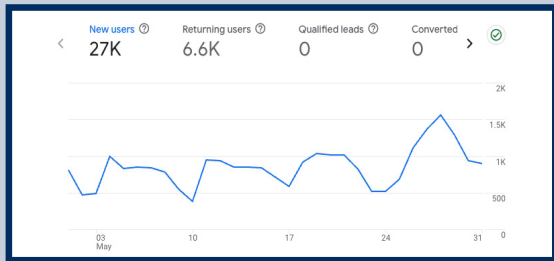 New users Returning users Qualified leads Converted
27K 6.6K 0 0
2K
1.5K
1K
500
0
03 10 17 24 31
May